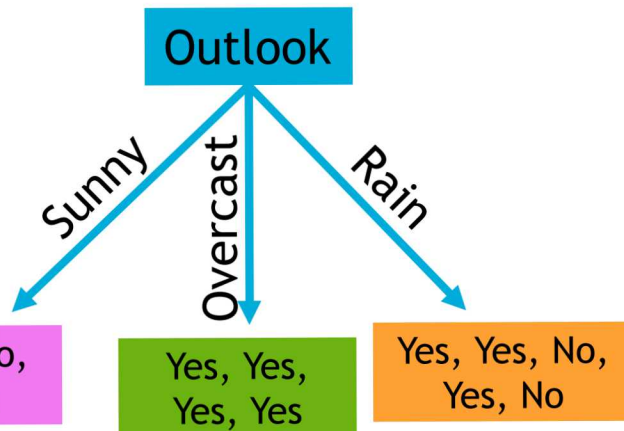 Outlook
Sunny
Overcast
Rain
o,
Yes, Yes,
Yes, Yes
Yes, Yes, No,
Yes, No